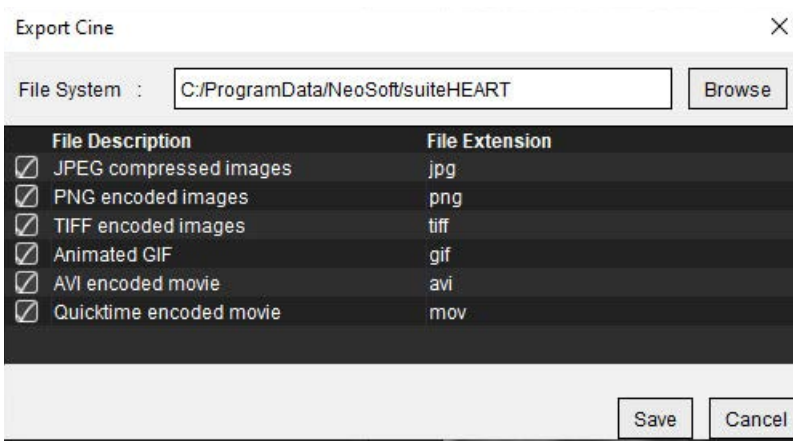 Export Cine
File System : C:/ProgramData/NeoSoft/suiteHEART Browse
File Description File Extension
JPEG compressed images jpg
PNG encoded images png
TIFF encoded images tiff
Animated GIF gif
AVI encoded movie avi
Quicktime encoded movie mov
Save Cancel